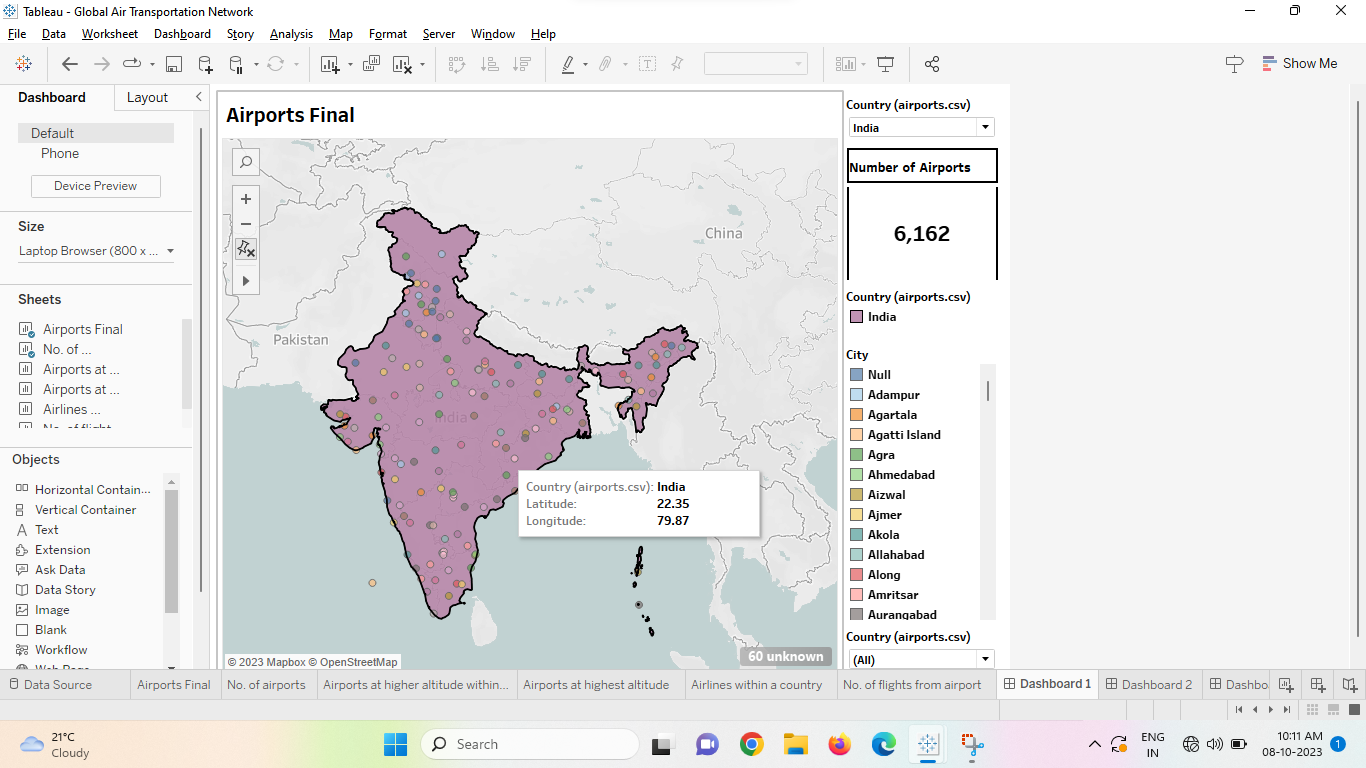 Tableau - Global Air Transportation Network
File Data Worksheet Dashboard Story Analysis Map Format Server Window Help
Show Me
Dashboard Layout
Default
Phone
Device Preview
Size
Laptop Browser (800 x ...
Sheets
Airports Final
No. of ...
Airports at ...
Airports at ...
Airlines ...
No. of flight
Objects
Horizontal Contain...
Vertical Container
Text
Extension
Ask Data
Data Story
Image
Blank
Workflow
Web Page
Airports Final
China
Pakistan
India
Country (airports.csv): India
Latitude: 22.35
Longitude: 79.87
© 2023 Mapbox © OpenStreetMap
60 unknown
Country (airports.csv)
India
Number of Airports
6,162
Country (airports.csv)
India
City
Null
Adampur
Agartala
Agatti Island
Agra
Ahmedabad
Aizwal
Ajmer
Akola
Allahabad
Along
Amritsar
Aurangabad
Country (airports.csv)
(All)
Data Source Airports Final No. of airports Airports at higher altitude within... Airports at highest altitude Airlines within a country No. of flights from airport Dashboard 1 Dashboard 2 Dashbo
21°C
Cloudy
Search
ENG
IN
10:11 AM
08-10-2023
1